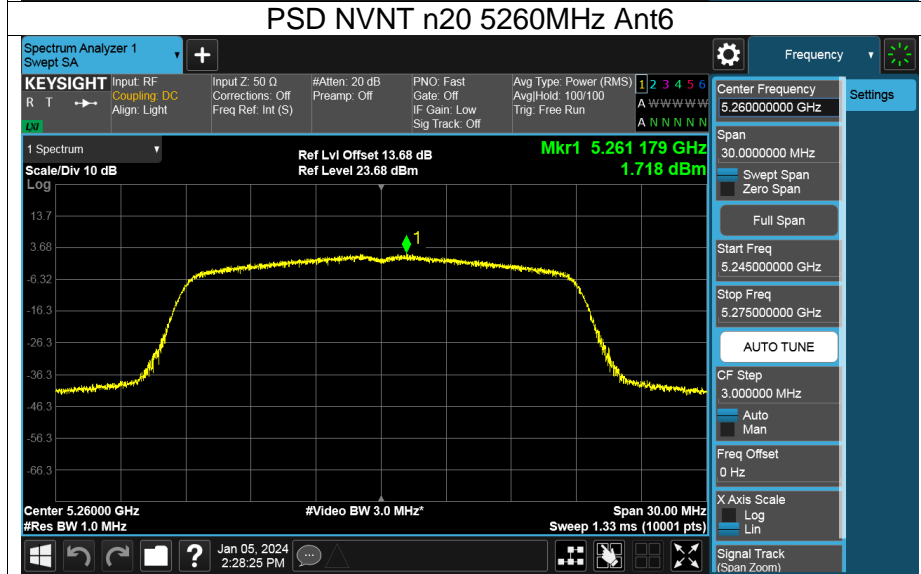 PSD NVNT n20 5260MHz Ant6
Spectrum Analyzer 1
Swept SA
▼
+
Frequency ▼
KEYSIGHT
R T
LXI
Input: RF
Coupling: DC
Align: Light
Input Z: 50 Ω
Corrections: Off
Freq Ref: Int (S)
#Atten: 20 dB
Preamp: Off
PNO: Fast
Gate: Off
IF Gain: Low
Sig Track: Off
Avg Type: Power (RMS)
Avg|Hold: 100/100
Trig: Free Run
1 2 3 4 5 6
A W W W W W
A N N N N N
1 Spectrum ▼
Scale/Div 10 dB
Log
Ref Lvl Offset 13.68 dB
Ref Level 23.68 dBm
Mkr1 5.261 179 GHz
1.718 dBm
1
13.7
3.68
-6.32
-16.3
-26.3
-36.3
-46.3
-56.3
-66.3
Center 5.26000 GHz
#Res BW 1.0 MHz
#Video BW 3.0 MHz*
Span 30.00 MHz
Sweep 1.33 ms (10001 pts)
?
Jan 05, 2024
2:28:25 PM
Center Frequency
5.260000000 GHz
Settings
Span
30.0000000 MHz
Swept Span
Zero Span
Full Span
Start Freq
5.245000000 GHz
Stop Freq
5.275000000 GHz
AUTO TUNE
CF Step
3.000000 MHz
Auto
Man
Freq Offset
0 Hz
X Axis Scale
Log
Lin
Signal Track
(Span Zoom)